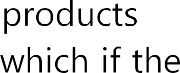 products
which if the